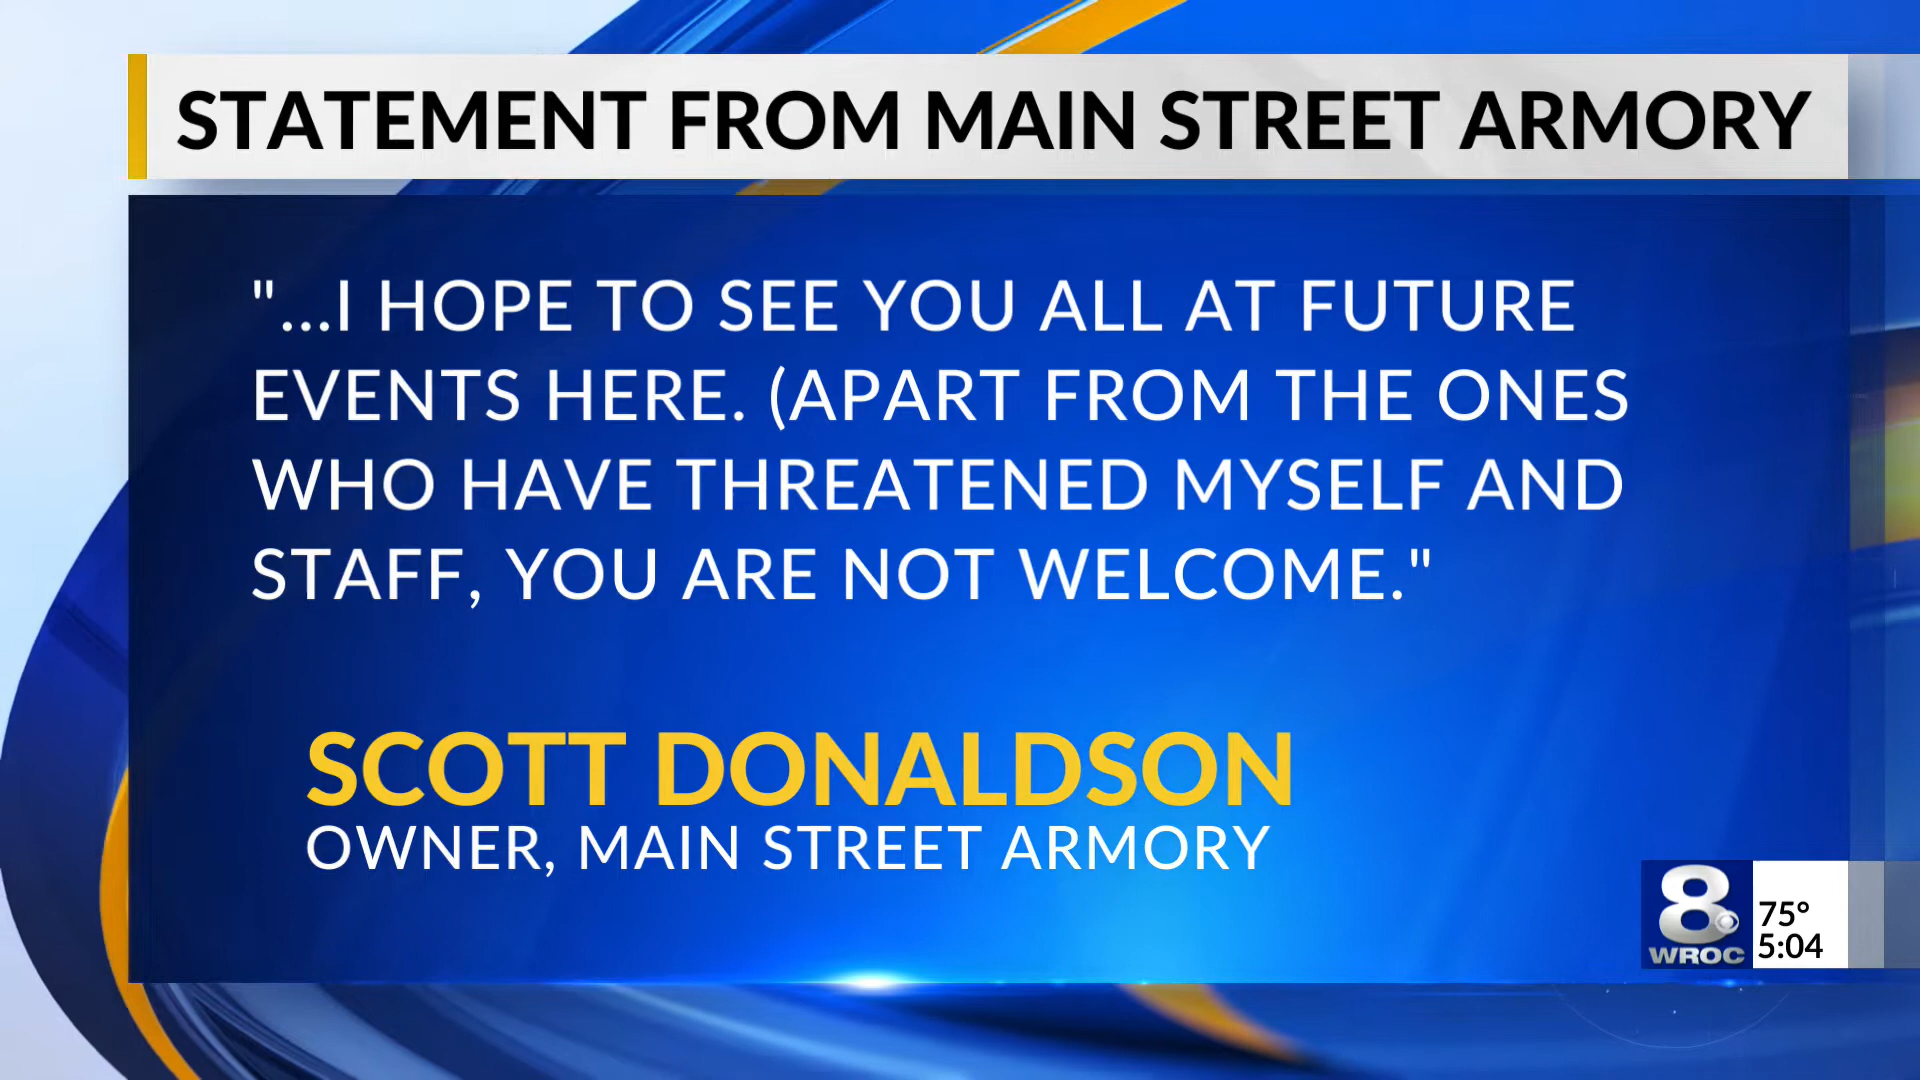 STATEMENT FROM MAIN STREET ARMORY
"...I HOPE TO SEE YOU ALL AT FUTURE
EVENTS HERE. (APART FROM THE ONES
WHO HAVE THREATENED MYSELF AND
STAFF, YOU ARE NOT WELCOME."
SCOTT DONALDSON
OWNER, MAIN STREET ARMORY
8
WROC
75°
5:04